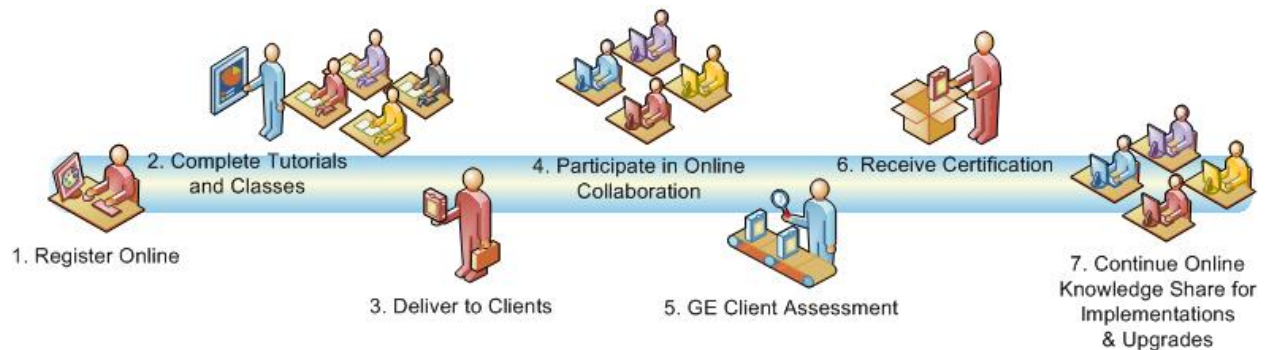 1. Register Online
2. Complete Tutorials
and Classes
3. Deliver to Clients
4. Participate in Online
Collaboration
5. GE Client Assessment
6. Receive Certification
7. Continue Online
Knowledge Share for
Implementations
& Upgrades